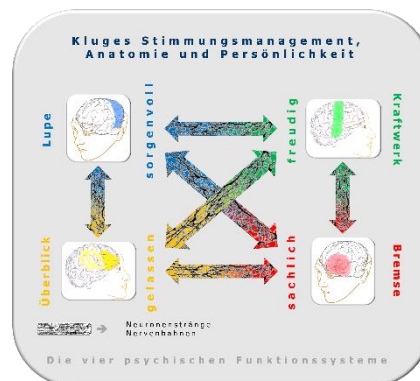 Kluges Stimmungsmanagement,
Anatomie und Persönlichkeit
Lupe
sorgenvoll
freudig
Kraftwerk
Überblick
gelassen
sachlich
Bremse
Neuronenstränge
Nervenbahnen
Die vier psychischen Funktionssysteme